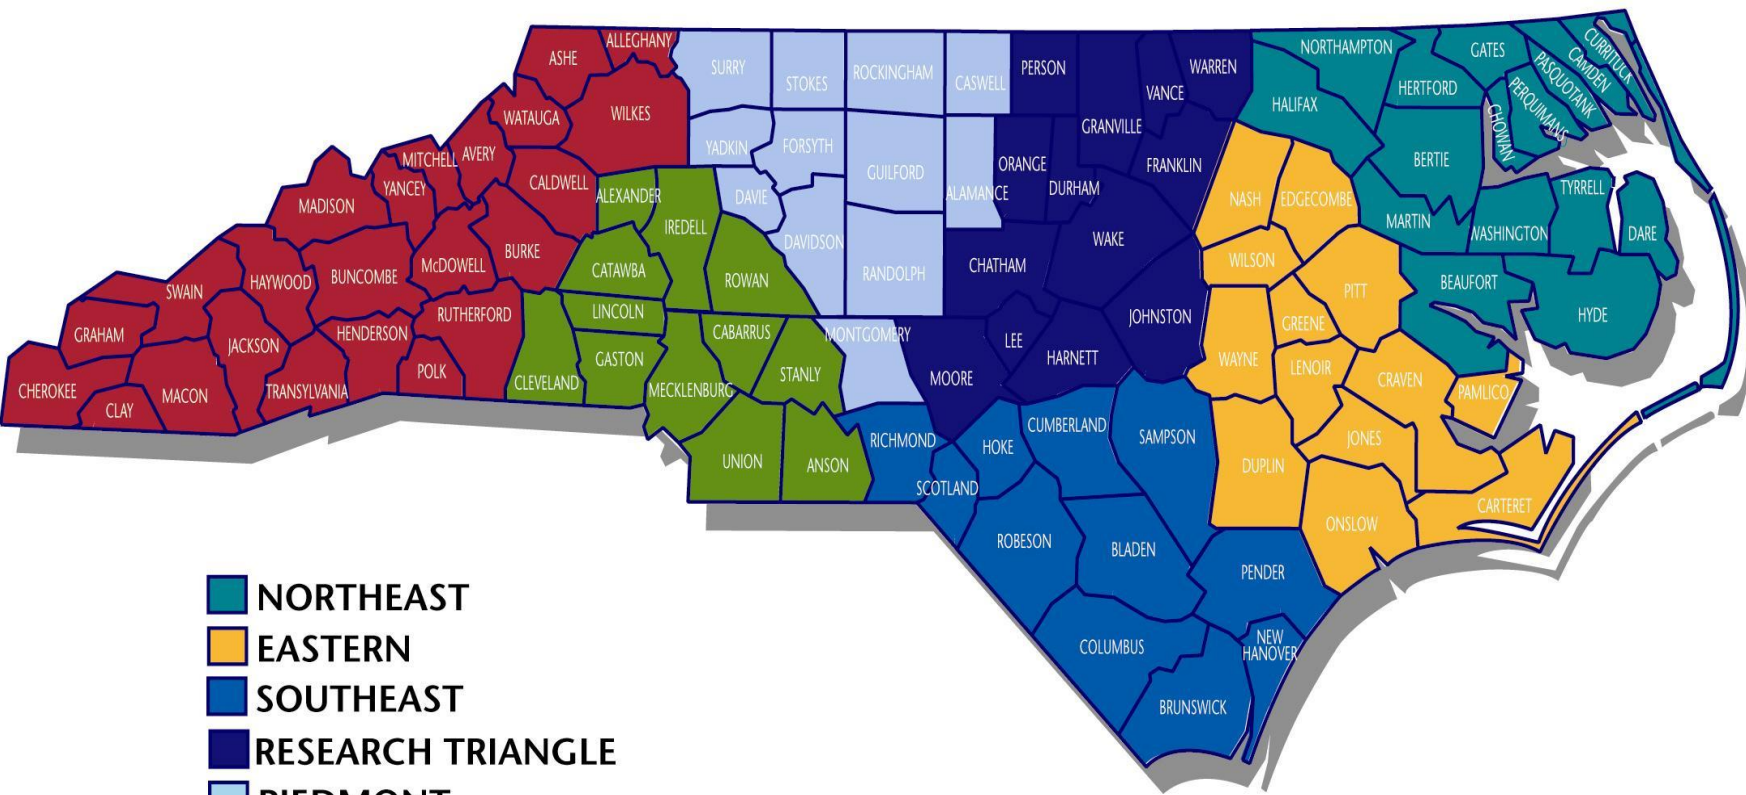 ALLEGHANY
ASHE
SURRY
STOKES
ROCKINGHAM
CASWELL
PERSON
VANCE
WARREN
NORTHAMPTON
GATES
CURRITUCK
CAMDEN
PASQUOTANK
PERQUIMANS
CHOWAN
HERTFORD
HALIFAX
WATAUGA
WILKES
YADKIN
FORSYTH
GUILFORD
ALAMANCE
ORANGE
DURHAM
GRANVILLE
FRANKLIN
BERTIE
MITCHELL
AVERY
YANCEY
MADISON
CALDWELL
ALEXANDER
IREDELL
DAVIE
DAVIDSON
RANDOLPH
CHATHAM
WAKE
NASH
EDGECOMBE
MARTIN
WASHINGTON
TYRRELL
DARE
SWAIN
HAYWOOD
BUNCOMBE
McDOWELL
BURKE
CATAWBA
ROWAN
WILSON
PITT
BEAUFORT
HYDE
GRAHAM
JACKSON
HENDERSON
RUTHERFORD
LINCOLN
GASTON
CABARRUS
MONTGOMERY
LEE
JOHNSTON
GREENE
CHEROKEE
CLAY
MACON
TRANSYLVANIA
POLK
CLEVELAND
MECKLENBURG
STANLY
MOORE
HARNETT
WAYNE
LENOIR
CRAVEN
PAMLICO
UNION
ANSON
RICHMOND
SCOTLAND
HOKE
CUMBERLAND
SAMPSON
DUPLIN
JONES
ONSLOW
CARTERET
ROBESON
BLADEN
PENDER
COLUMBUS
NEW
HANOVER
BRUNSWICK
NORTHEAST
EASTERN
SOUTHEAST
RESEARCH TRIANGLE
PIEDMONT